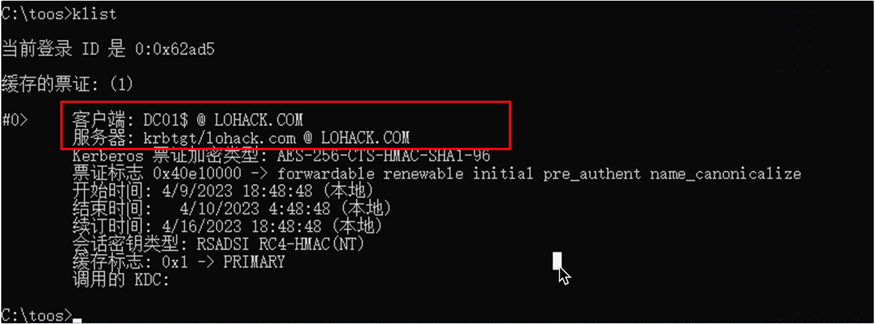 C:\toos>klist
当前登录 ID 是 0:0x62ad5
缓存的票证: (1)
#0> 客户端: DC01$ @ LOHACK.COM
服务器: krbtgt/lohack.com @ LOHACK.COM
Kerberos 票证加密类型: AES-256-CTS-HMAC-SHA1-96
票证标志 0x40e10000 -> forwardable renewable initial pre_authent name_canonicalize
开始时间: 4/9/2023 18:48:48 (本地)
结束时间: 4/10/2023 4:48:48 (本地)
续订时间: 4/16/2023 18:48:48 (本地)
会话密钥类型: RSADSI RC4-HMAC(NT)
缓存标志: 0x1 -> PRIMARY
调用的 KDC:
C:\toos>